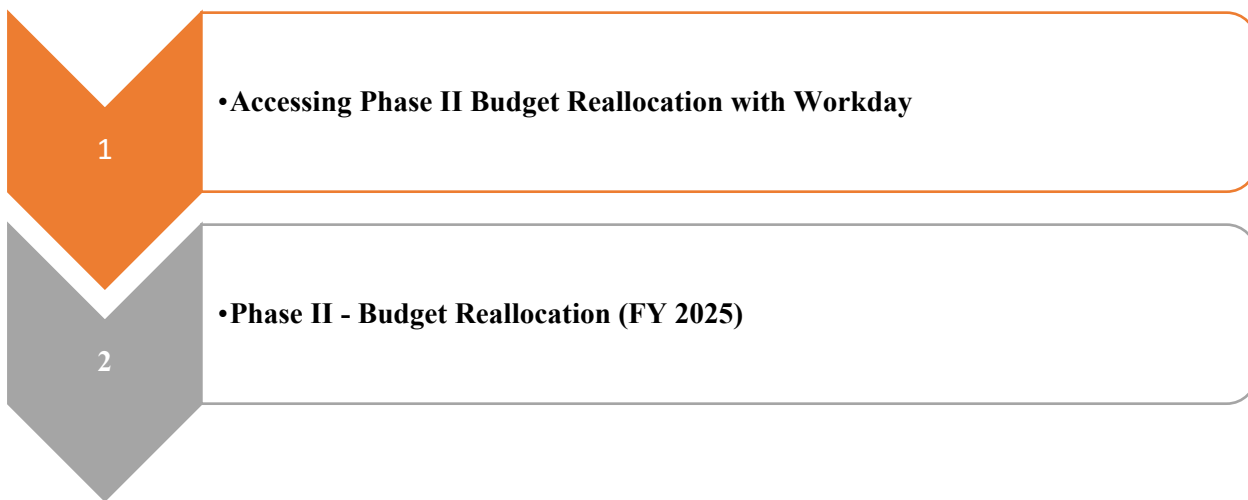 1
•Accessing Phase II Budget Reallocation with Workday
2
•Phase II - Budget Reallocation (FY 2025)